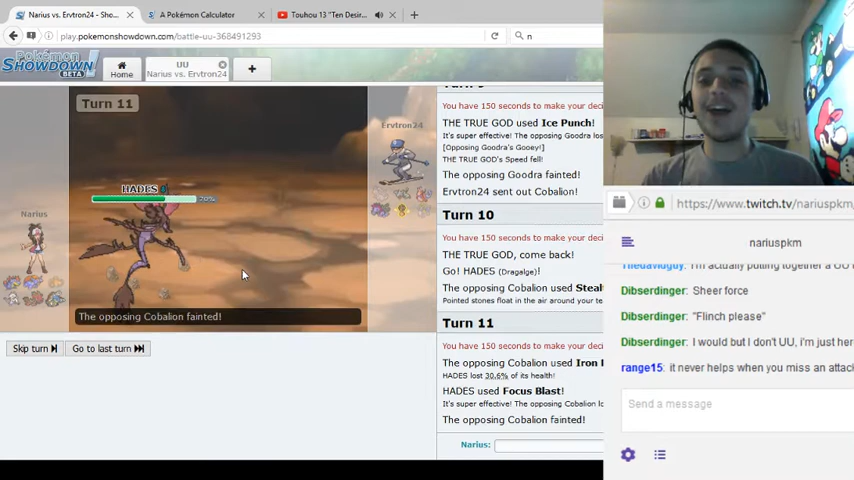 Narius vs. Ervtron24 - Sho...
A Pokémon Calculator
Touhou 13 "Ten Desir...
play.pokemonshowdown.com/battle-uu-368491293
n
Pokémon
SHOWDOWN!
BETA
Home
UU
Narius vs. Ervtron24
Turn 11
HADES
70%
Ervtron24
Narius
The opposing Cobalion fainted!
Skip turn
Go to last turn
You have 150 seconds to make your deci
THE TRUE GOD used Ice Punch!
It's super effective! The opposing Goodra los
[Opposing Goodra's Gooey!]
THE TRUE GOD's Speed fell!
The opposing Goodra fainted!
Ervtron24 sent out Cobalion!
Turn 10
You have 150 seconds to make your deci
THE TRUE GOD, come back!
Go! HADES (Dragalge)!
The opposing Cobalion used Steal
Pointed stones float in the air around your te
Turn 11
You have 150 seconds to make your deci
The opposing Cobalion used Iron
HADES lost 30.6% of its health!
HADES used Focus Blast!
It's super effective! The opposing Cobalion lo
The opposing Cobalion fainted!
Narius:
https://www.twitch.tv/nariuspkm/
nariuspkm
Thedavidguy: I'm actually putting together a UU
Dibserdinger: Sheer force
Dibserdinger: "Flinch please"
Dibserdinger: I would but I don't UU, i'm just her
range15: it never helps when you miss an attac
Send a message